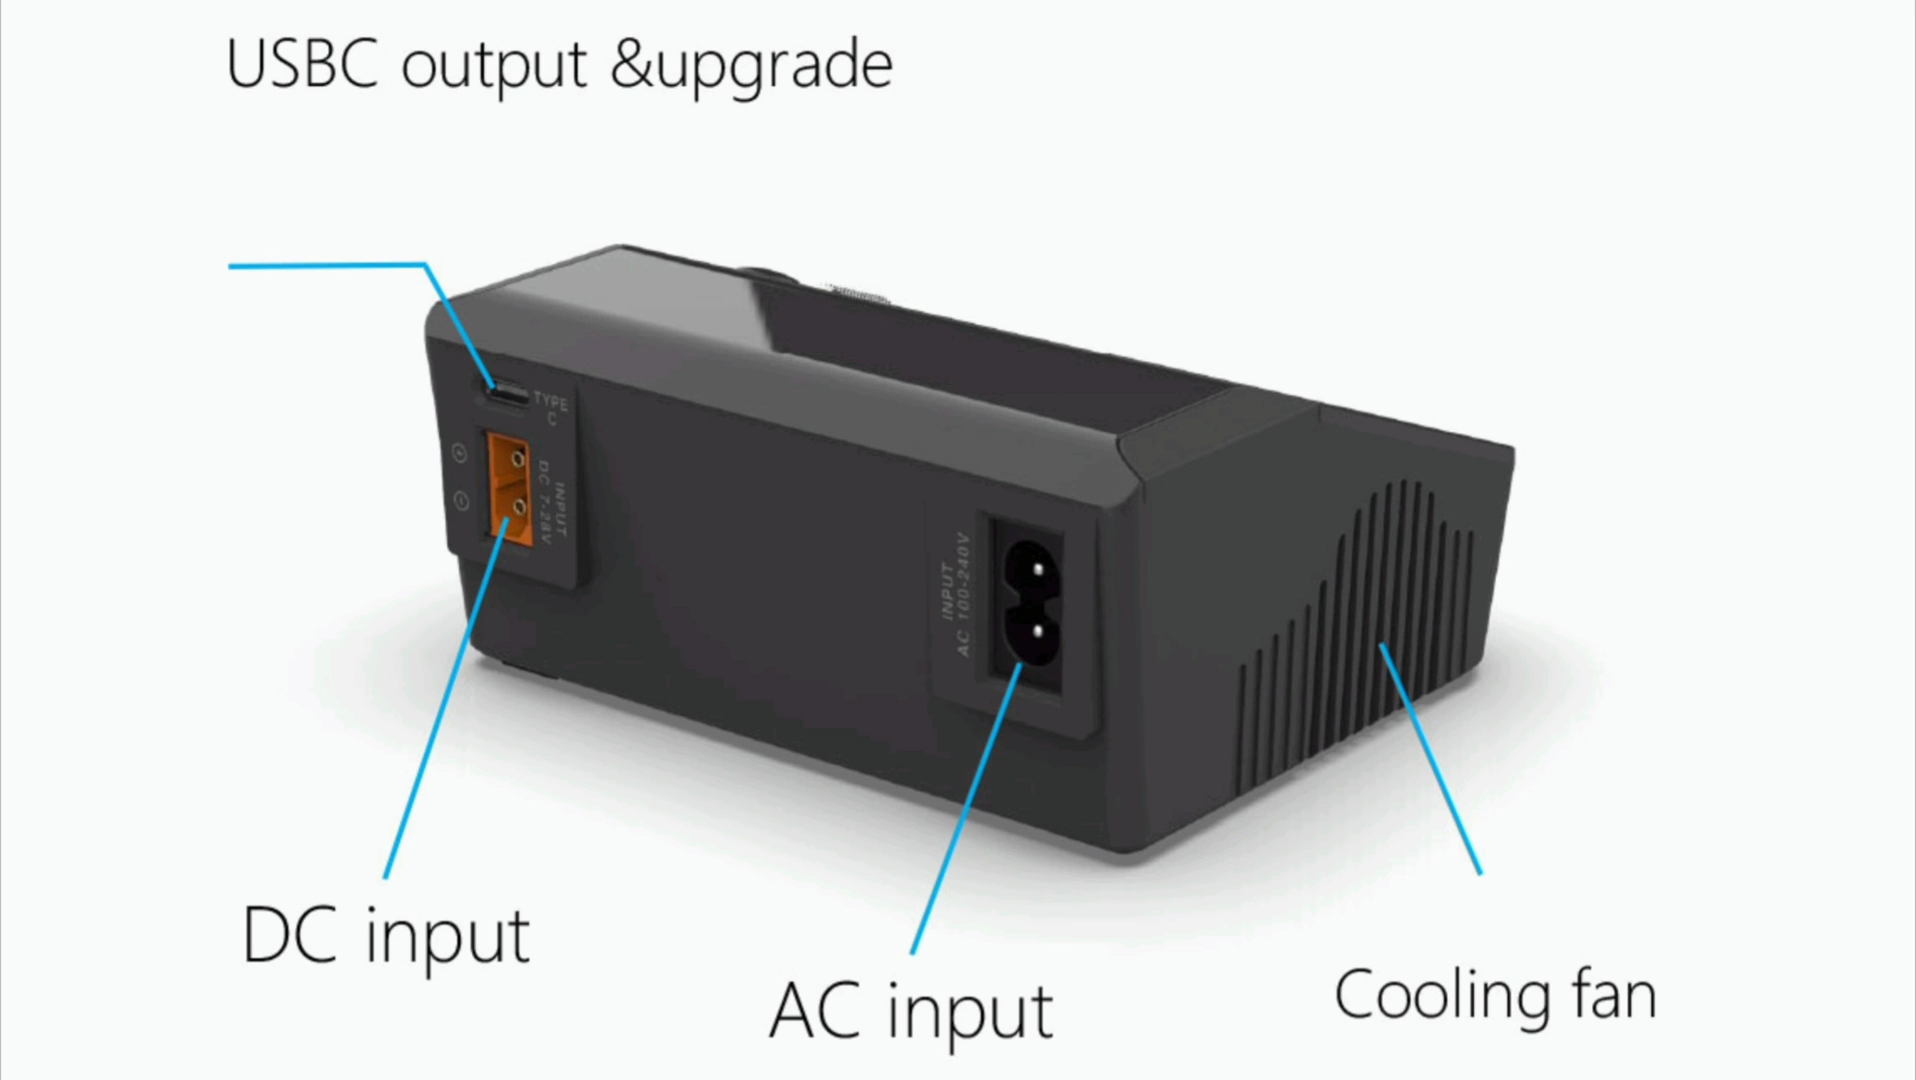 USBC output &upgrade
TYPE
C
INPUT
DC 7-28V
INPUT
AC 100-240V
DC input
AC input
Cooling fan